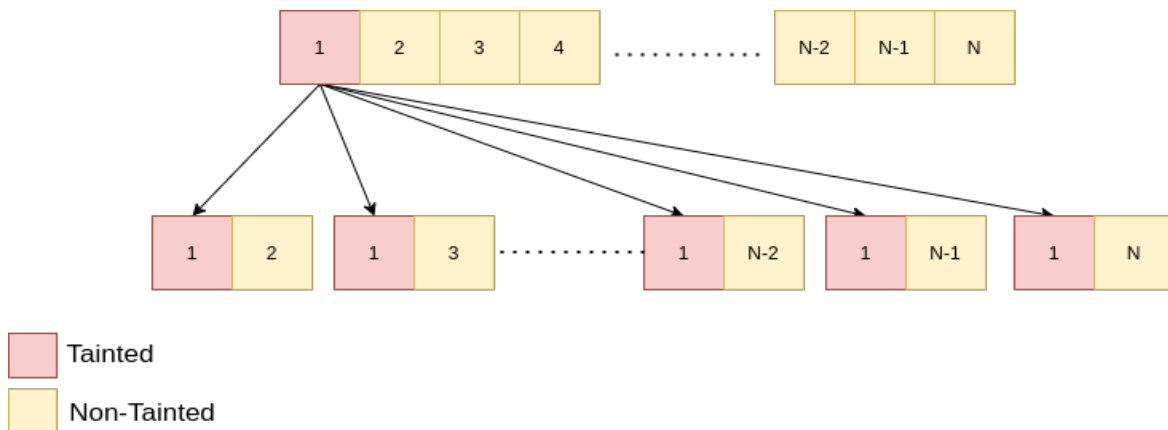 1 2 3 4 ........... N-2 N-1 N
1 2 1 3 ........... 1 N-2 1 N-1 1 N
Tainted
Non-Tainted